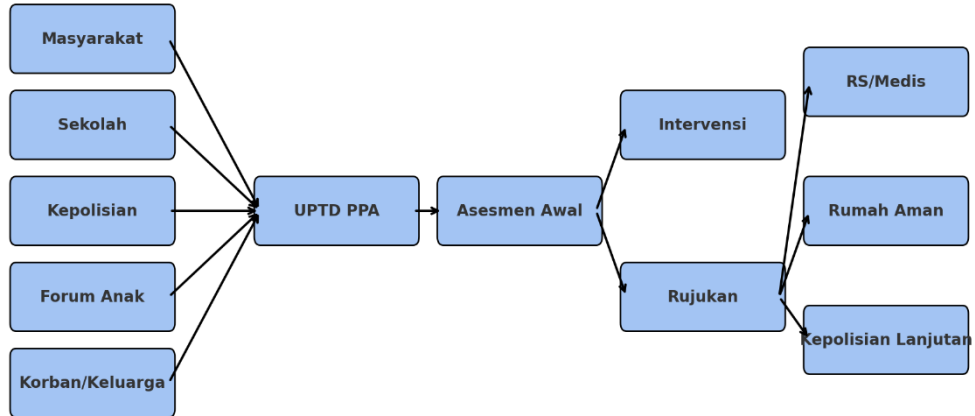 Masyarakat
Sekolah
Kepolisian
Forum Anak
Korban/Keluarga
UPTD PPA
Asesmen Awal
Intervensi
Rujukan
RS/Medis
Rumah Aman
Kepolisian Lanjutan